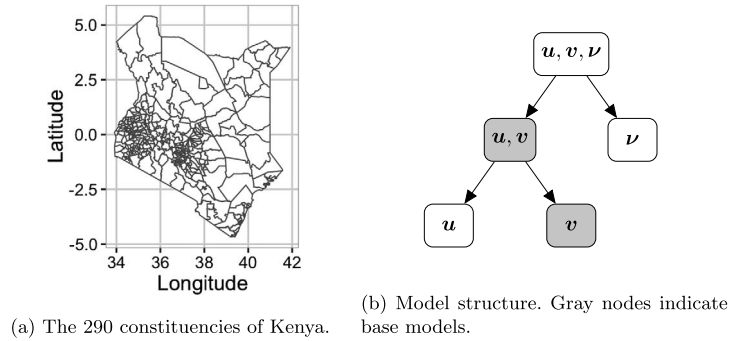 5.0
2.5
0.0
-2.5
-5.0
Latitude
34 36 38 40 42
Longitude
(a) The 290 constituencies of Kenya.
u, v, ν
u, v
ν
u
v
(b) Model structure. Gray nodes indicate
base models.